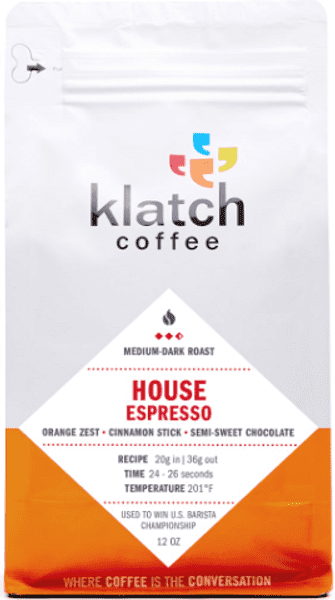 klatch
coffee
MEDIUM-DARK ROAST
HOUSE
ESPRESSO
ORANGE ZEST • CINNAMON STICK • SEMI-SWEET CHOCOLATE
RECIPE 20g in | 36g out
TIME 24 - 26 seconds
TEMPERATURE 201°F
USED TO WIN U.S. BARISTA
CHAMPIONSHIP
12 OZ
WHERE COFFEE IS THE CONVERSATION